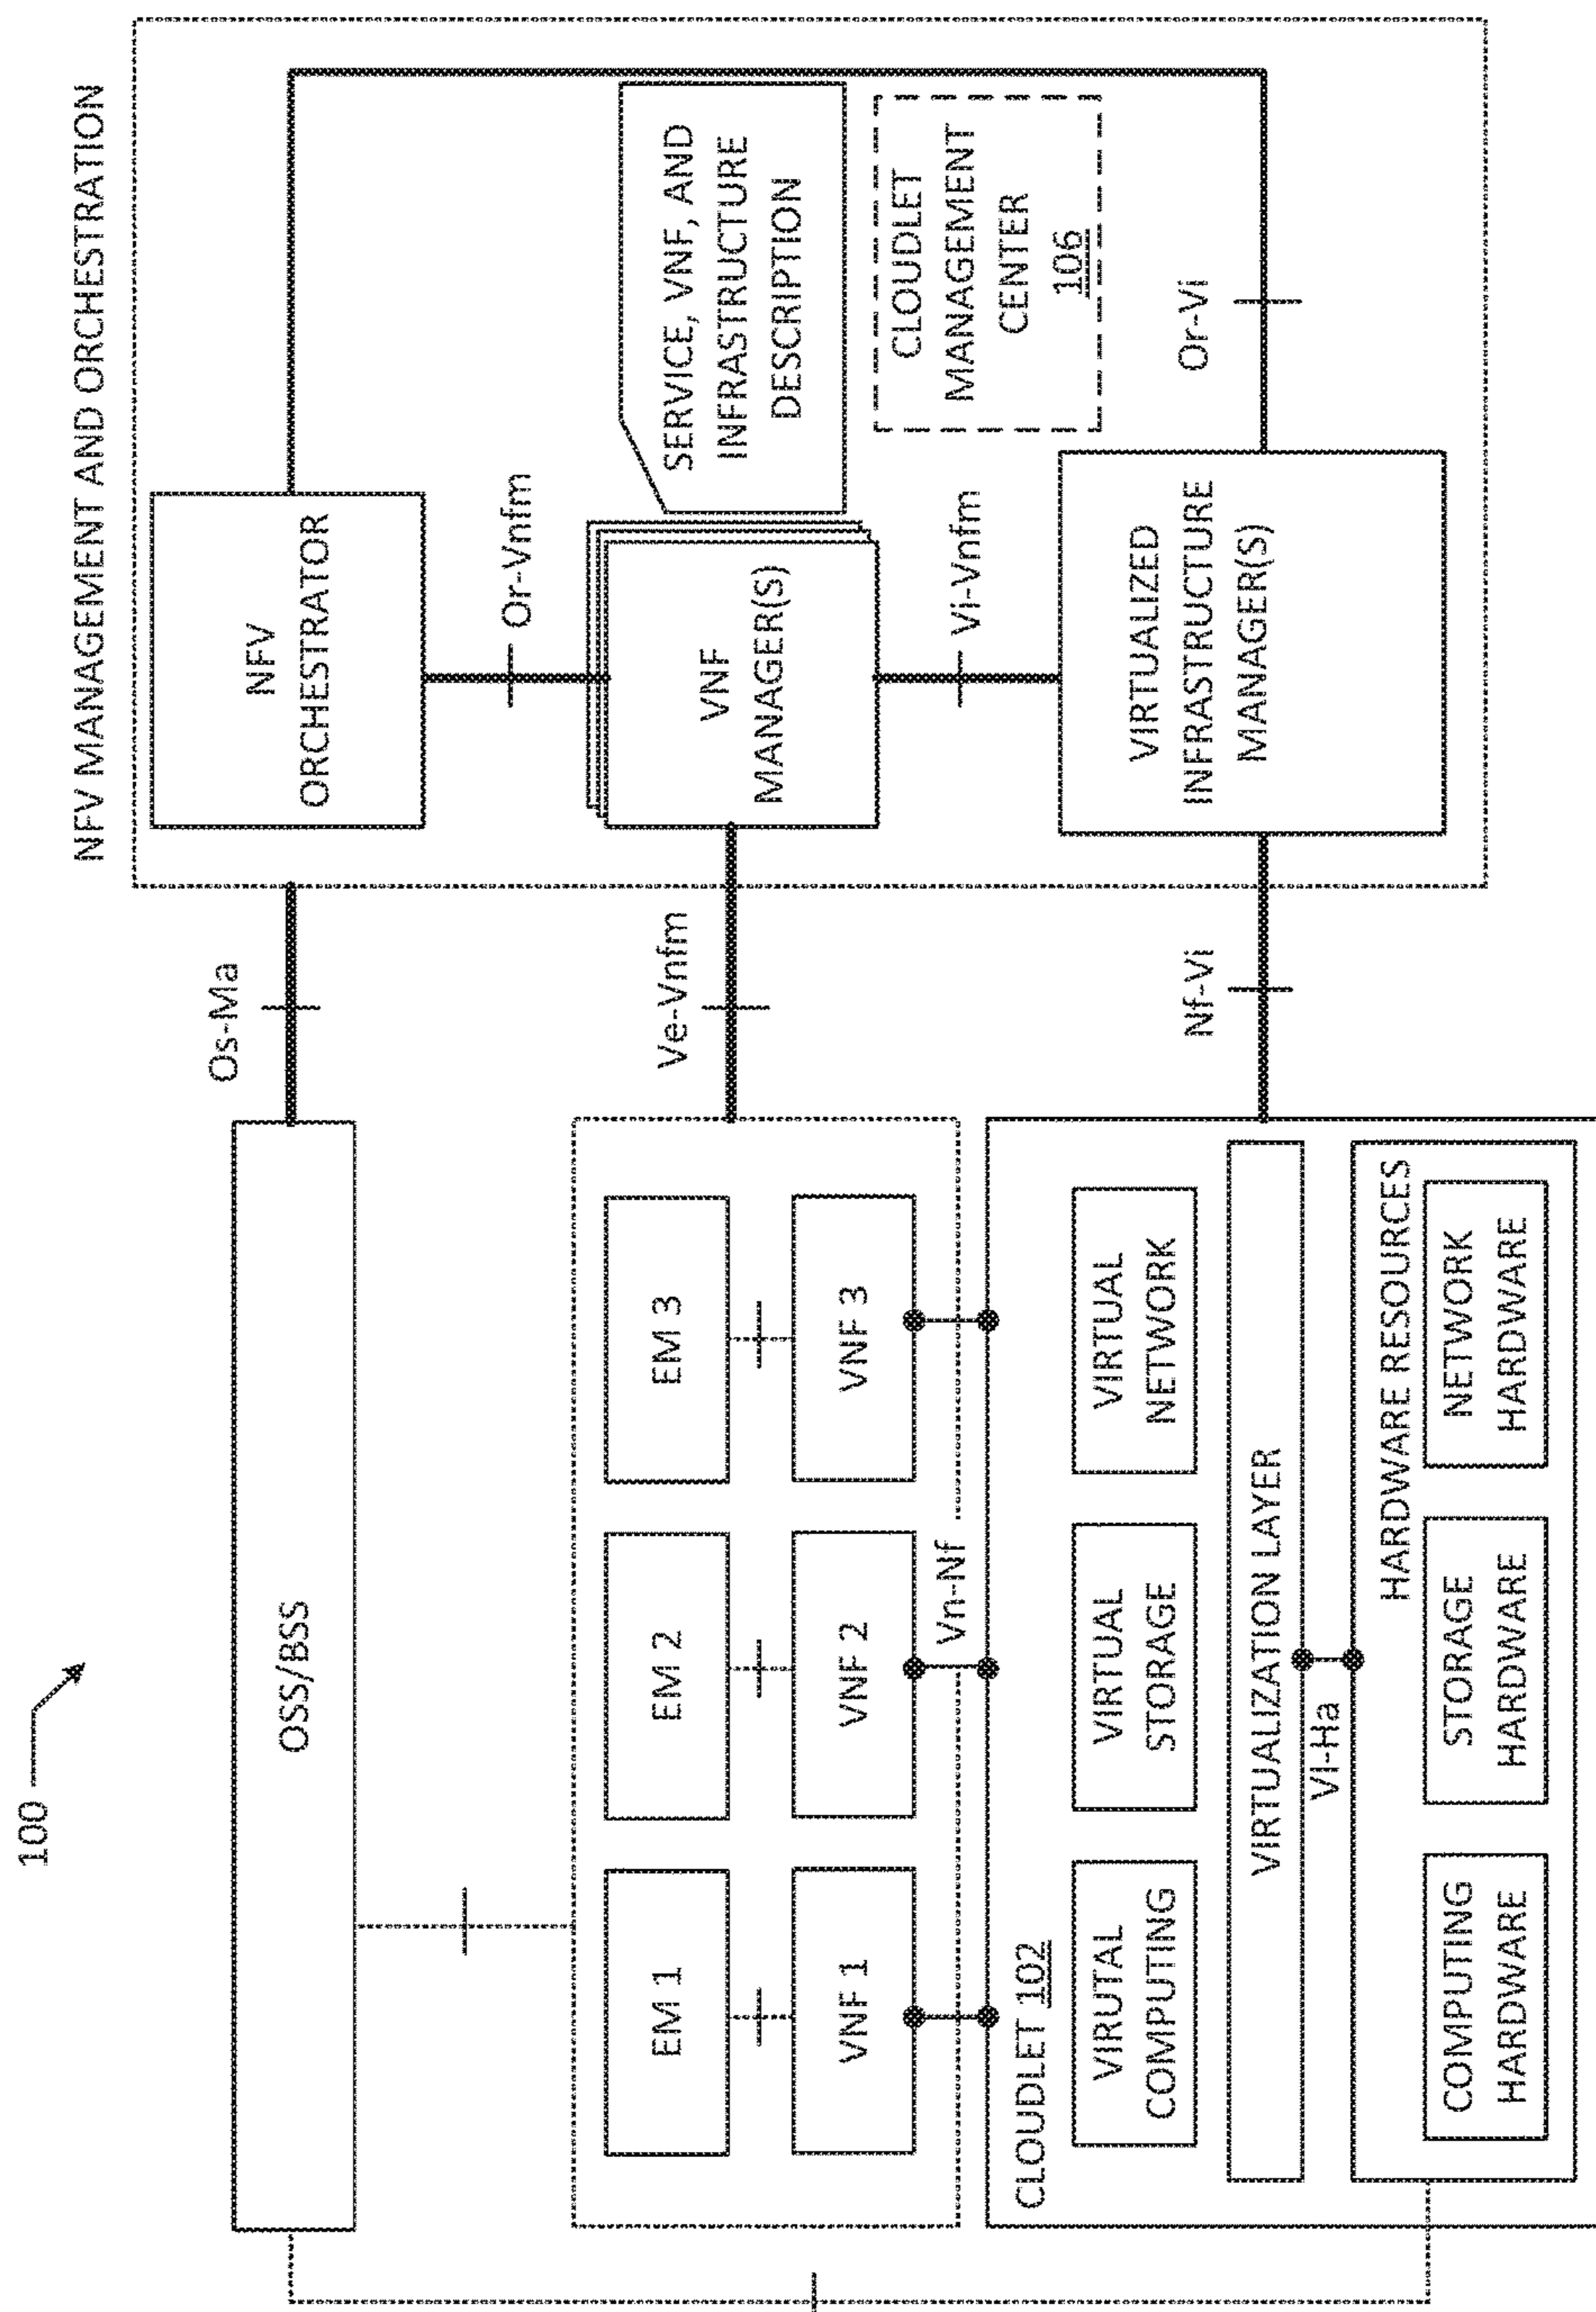 100
NFV MANAGEMENT AND ORCHESTRATION
OSS/BSS
Os-Ma
NFV
ORCHESTRATOR
Or-Vnfm
EM 1
EM 2
EM 3
VNF 1
VNF 2
VNF 3
Ve-Vnfm
VNF
MANAGER(S)
SERVICE, VNF, AND
INFRASTRUCTURE
DESCRIPTION
Vn-Nf
Vi-Vnfm
CLOUDLET
MANAGEMENT
CENTER
106
CLOUDLET 102
VIRUTAL
COMPUTING
VIRTUAL
STORAGE
VIRTUAL
NETWORK
Nf-Vi
VIRTUALIZED
INFRASTRUCTURE
MANAGER(S)
Or-Vi
VIRTUALIZATION LAYER
VI-Ha
HARDWARE RESOURCES
COMPUTING
HARDWARE
STORAGE
HARDWARE
NETWORK
HARDWARE